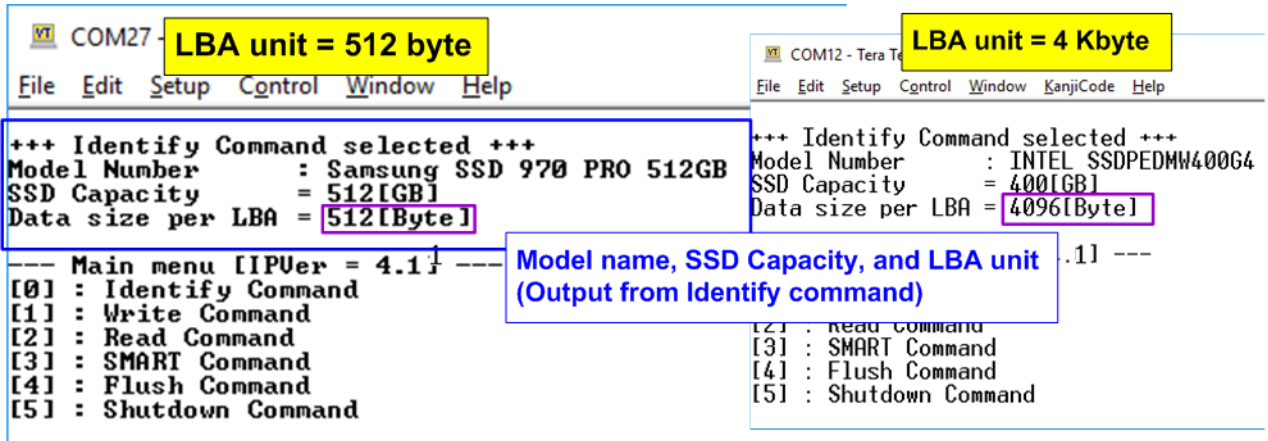 COM27 -
LBA unit = 512 byte
File Edit Setup Control Window Help
+++ Identify Command selected +++
Model Number : Samsung SSD 970 PRO 512GB
SSD Capacity = 512[GB]
Data size per LBA = 512[Byte]
--- Main menu [IPVer = 4.1] ---
[0] : Identify Command
[1] : Write Command
[2] : Read Command
[3] : SMART Command
[4] : Flush Command
[5] : Shutdown Command
Model name, SSD Capacity, and LBA unit
(Output from Identify command)
COM12 - Tera Te
LBA unit = 4 Kbyte
File Edit Setup Control Window KanjiCode Help
+++ Identify Command selected +++
Model Number : INTEL SSDPEDMW400G4
SSD Capacity = 400[GB]
Data size per LBA = 4096[Byte]
.1] ---
[2] : Read Command
[3] : SMART Command
[4] : Flush Command
[5] : Shutdown Command